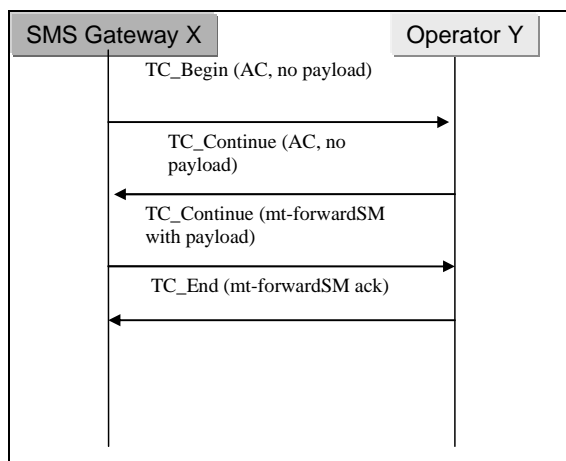 SMS Gateway X
Operator Y
TC_Begin (AC, no payload)
TC_Continue (AC, no
payload)
TC_Continue (mt-forwardSM
with payload)
TC_End (mt-forwardSM ack)